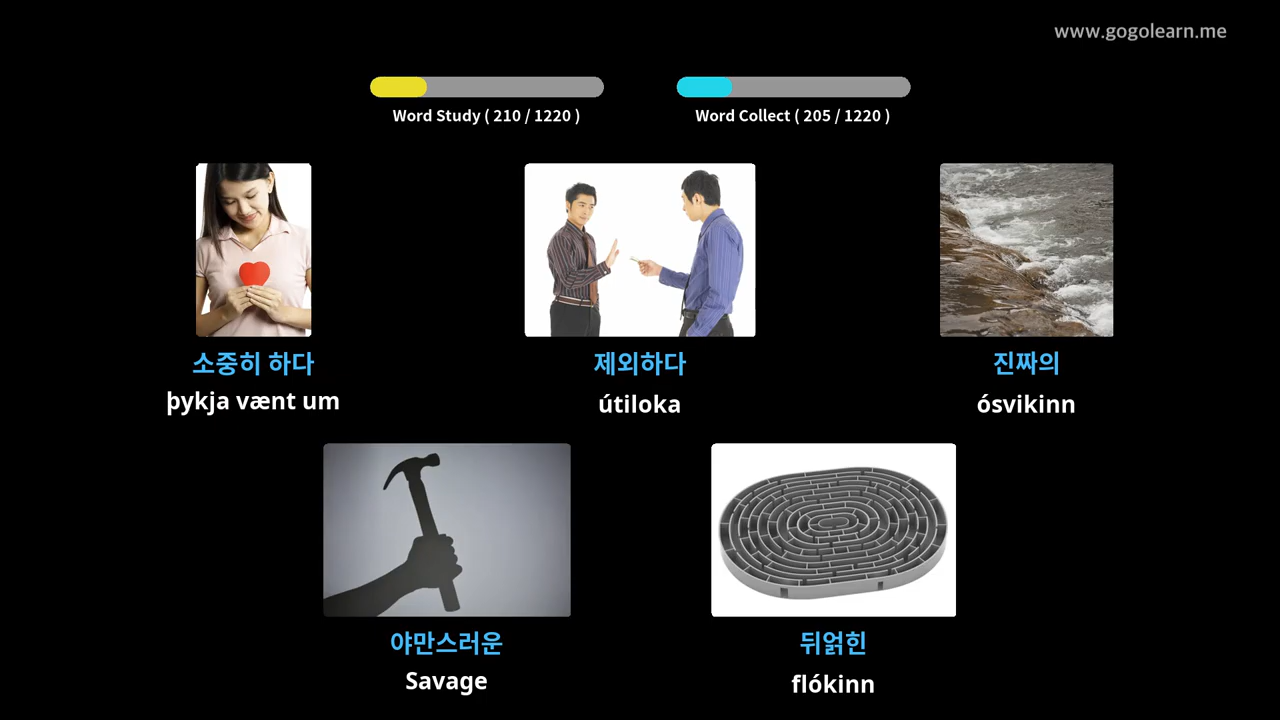 www.gogolearn.me
Word Study ( 210 / 1220 )
Word Collect ( 205 / 1220 )
소중히 하다
þykja vænt um
제외하다
útiloka
진짜의
ósvikinn
야만스러운
Savage
뒤얽힌
flókinn